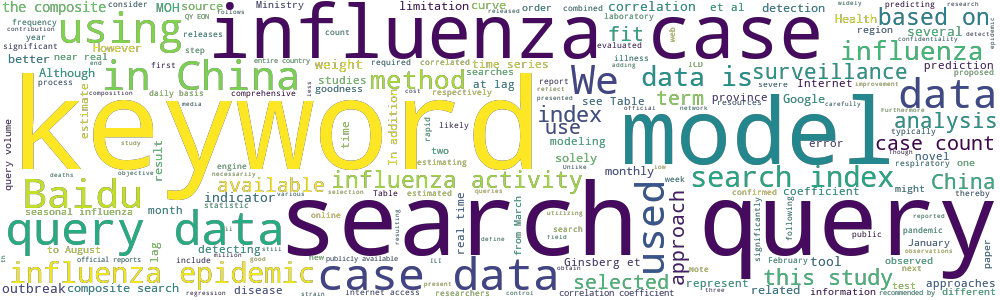 the composite MOH source
using influenza case
limitation curve correlation et al detection
Ministry
order combined widely
consider predicting research
based on
Health
QY EON
releases
frequency
year
significant
However
near real
step
count
weight
required
fit
evaluated
laboratory
web
region
several
confidentiality
better
Although
in China
first
entire country
time series
We
illness
adding
ICD
influenza
process
daily basis
comprehensive
method
studies
searches
at lag
goodness
respectively
data is surveillance
severe
Internet
prediction
proposed
keyword
estimate
composition
media
less
cost
presented
report
index
see Table
term
province
Google
resources
carefully
data
improvement
Furthermore
analysis
query volume
study
time
In addition
rapid
likely
use
official
network
model
error
typically
case count
Baidu
result
two
estimating
modeling
solely
monthly
reflect
novel
respiratory
one
deaths
objective
engine
necessarily
available
influenza activity
search index
China
seasonal influenza
indicator
various
selection
Table
estimated
queries
week
low
confirmed
coefficient
might
thereby
month
statistic
online
real time
from March
used
approach
significantly
following
public
pandemic
reported
January
query data
search query
to August
lag
detecting
new
define
utilizing
search
field
Ginsberg et
February
tool
observed
observations
paper
official reports
include
million
good
publicly available
ILI
obtain
Note
represent
this study
next
approaches
influenza epidemic
case data
selected
three
related
test
outbreak
composite search
disease
regression
strain
Internet access
present
researchers
control
correlation coefficient
information
recommended by
different